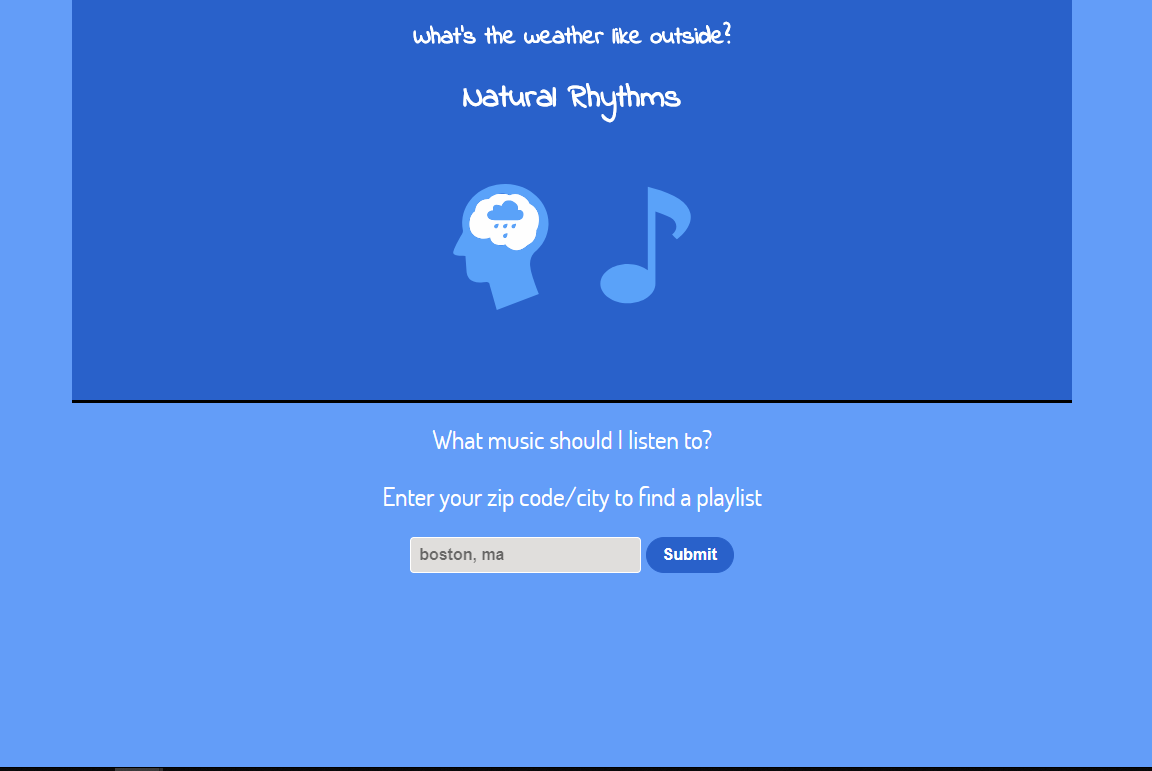 What's the weather like outside?
Natural Rhythms
What music should I listen to?
Enter your zip code/city to find a playlist
boston, ma
Submit